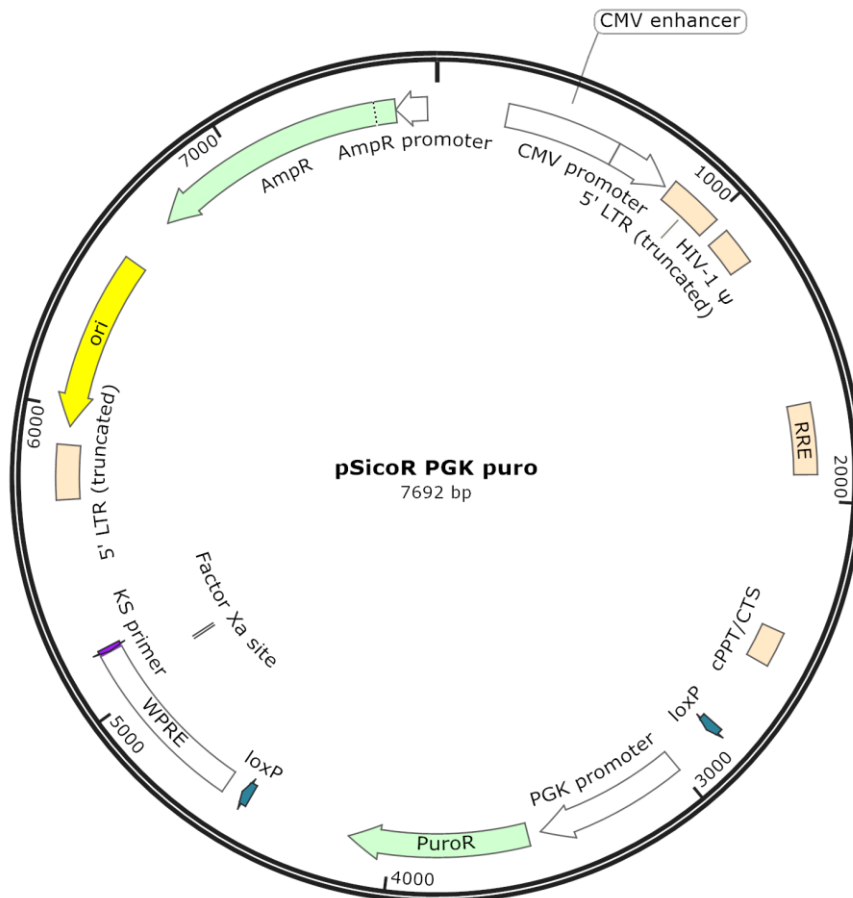 CMV enhancer
CMV promoter
5' LTR (truncated)
HIV-1 Ψ
1000
RRE
2000
cPPT/CTS
loxP
3000
PGK promoter
PuroR
4000
loxP
WPRE
5000
KS primer
Factor Xa site
5' LTR (truncated)
6000
ori
AmpR
7000
AmpR promoter
pSicoR PGK puro
7692 bp